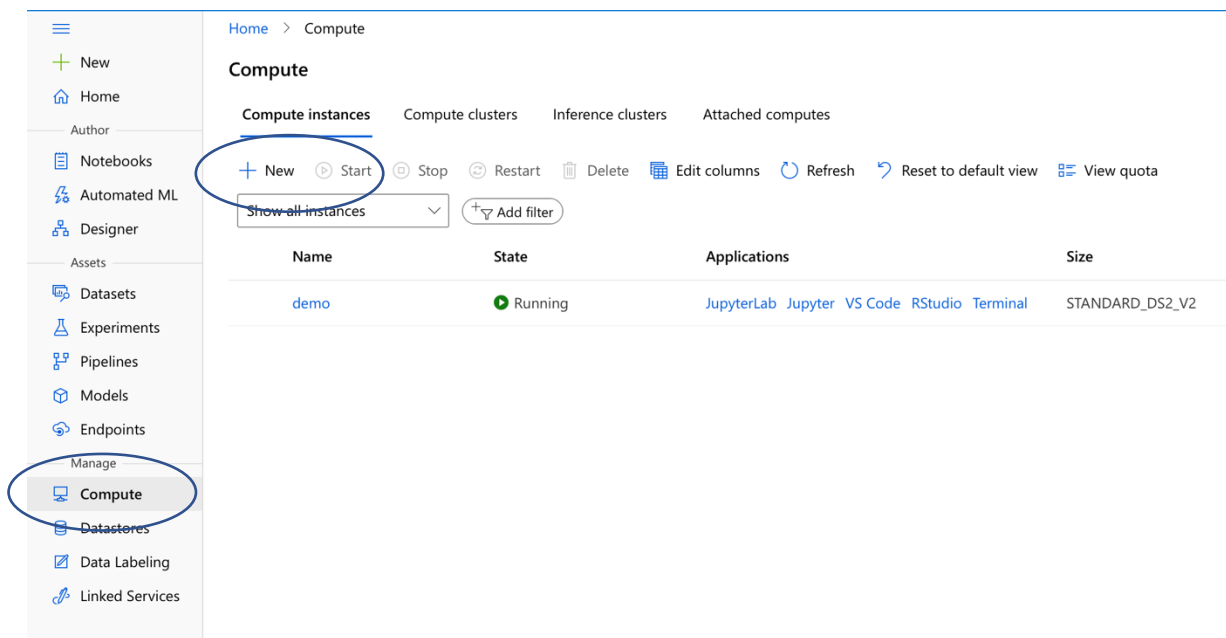 New
Home
Author
Notebooks
Automated ML
Designer
Assets
Datasets
Experiments
Pipelines
Models
Endpoints
Manage
Compute
Datastores
Data Labeling
Linked Services
Home > Compute
Compute
Compute instances Compute clusters Inference clusters Attached computes
New Start Stop Restart Delete Edit columns Refresh Reset to default view View quota
Show all instances Add filter
Name State Applications Size
demo Running JupyterLab Jupyter VS Code RStudio Terminal STANDARD_DS2_V2